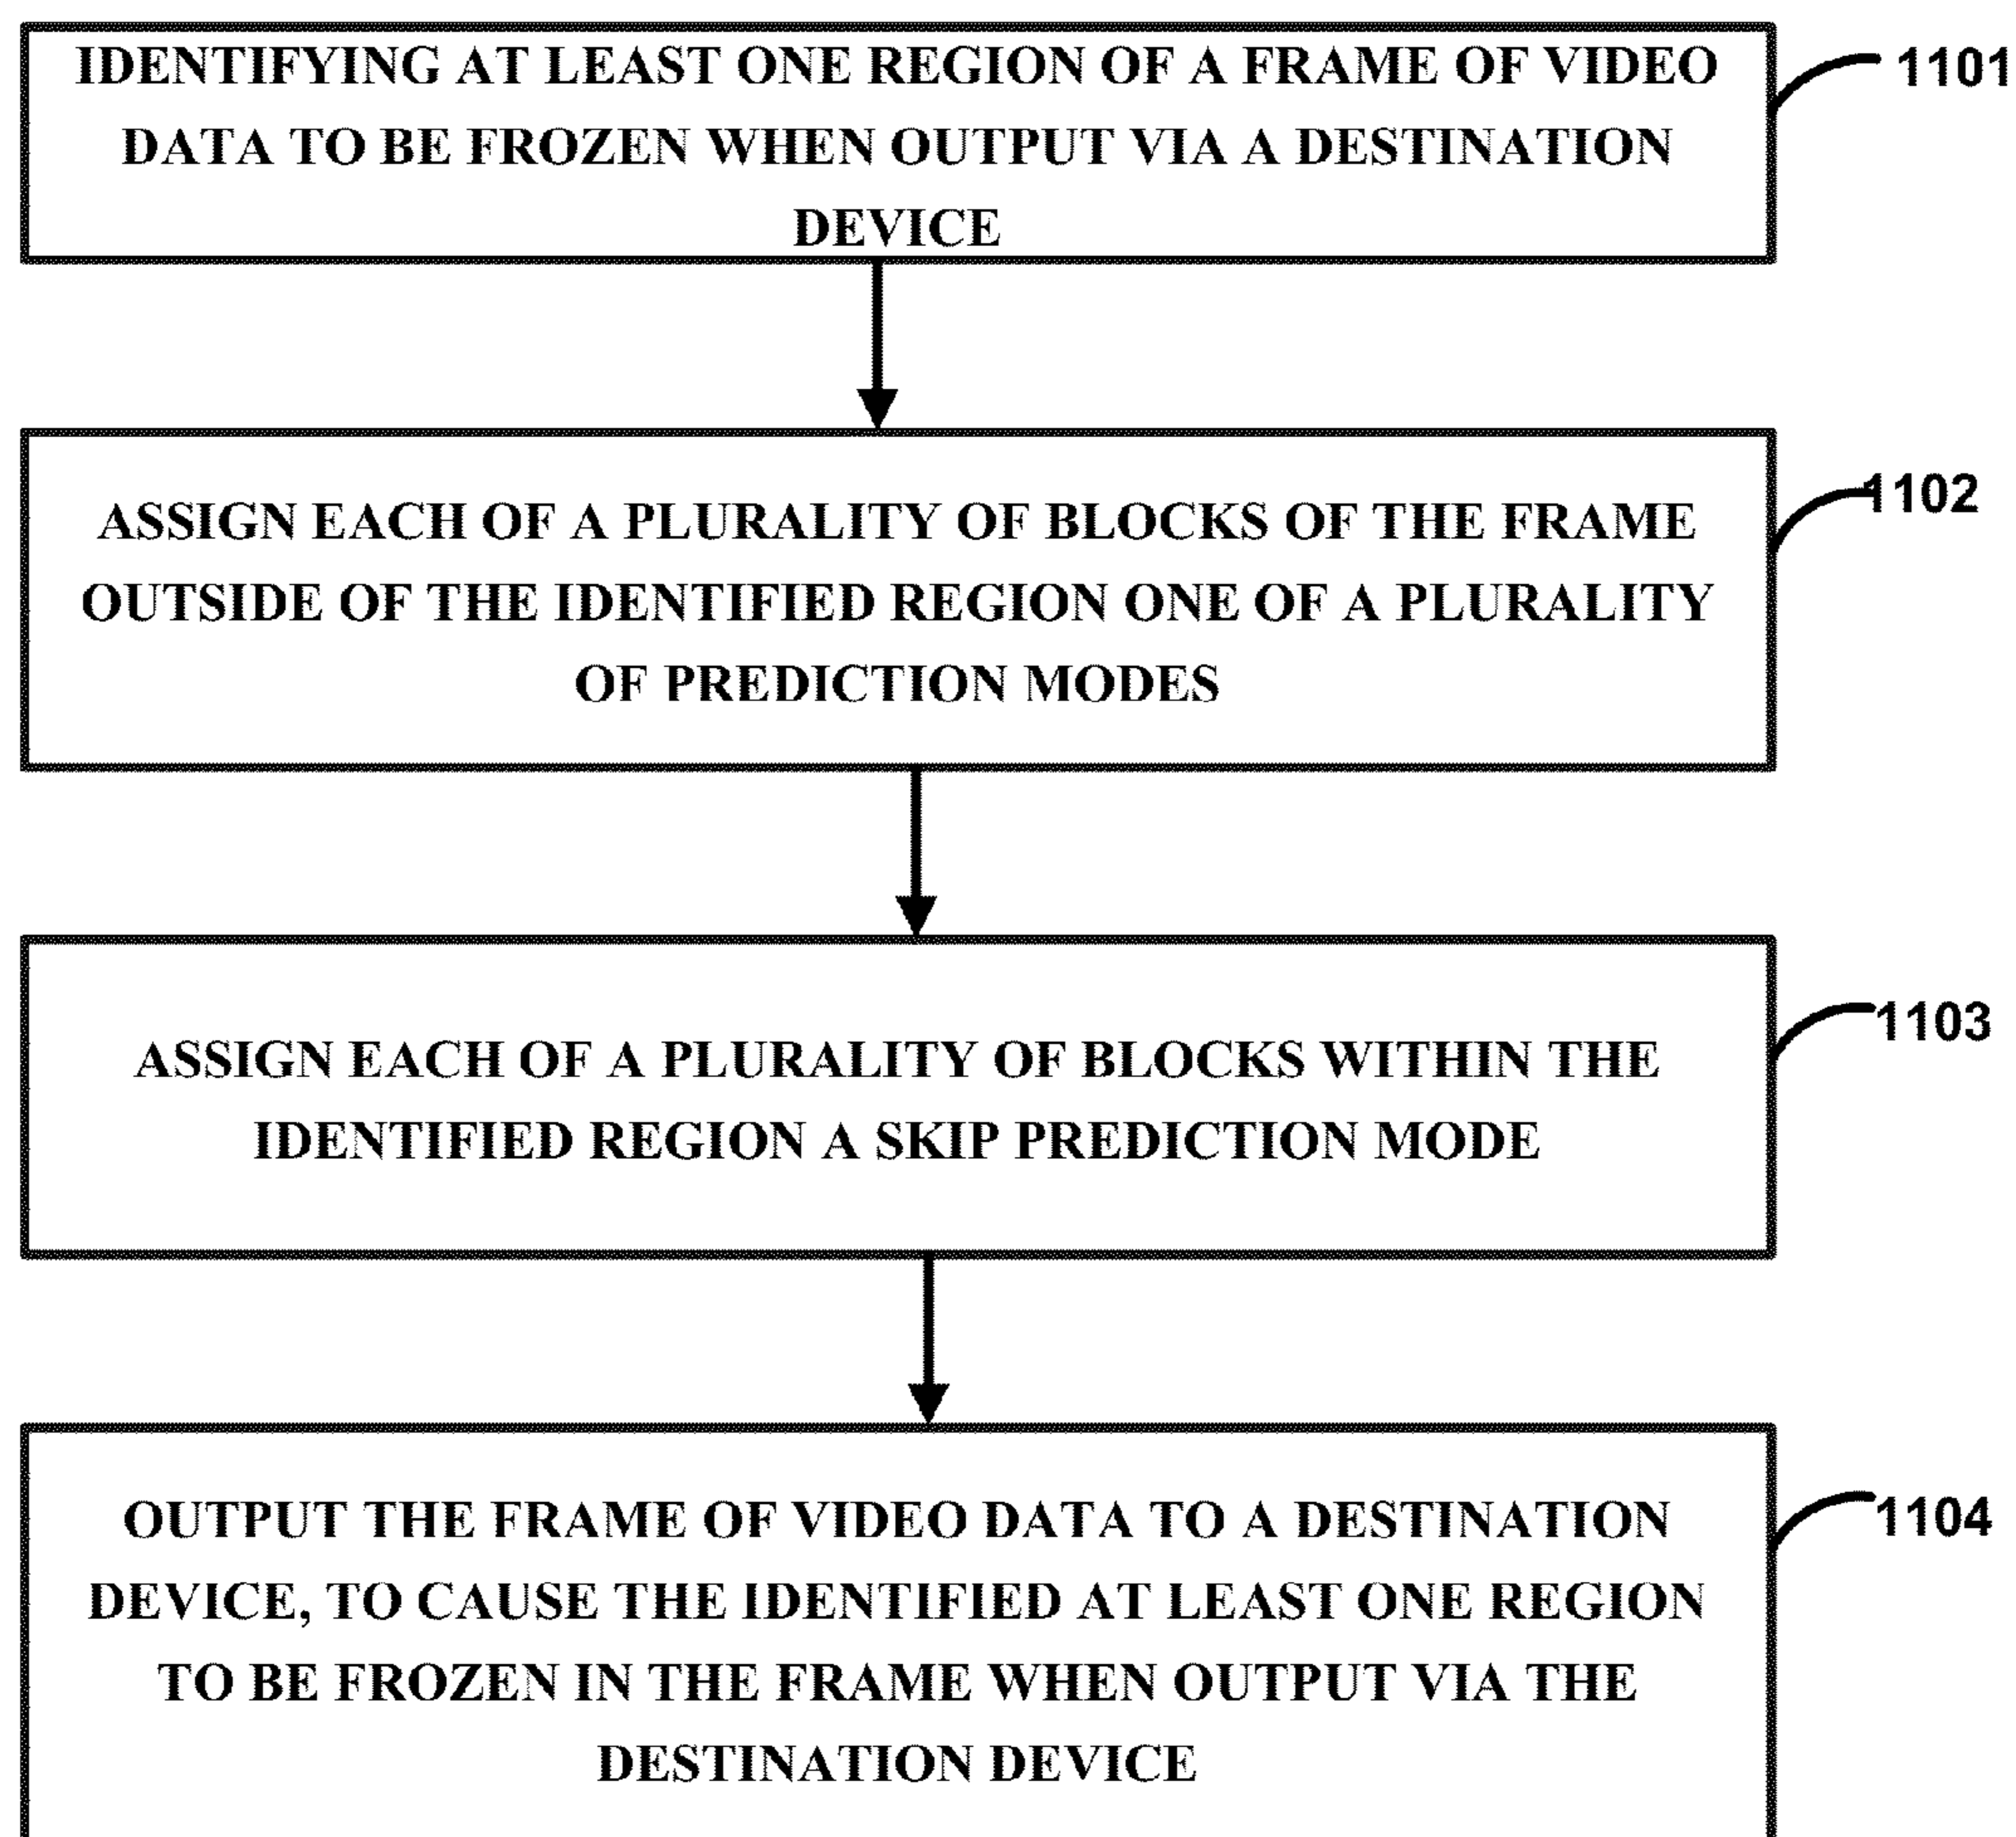 IDENTIFYING AT LEAST ONE REGION OF A FRAME OF VIDEO
DATA TO BE FROZEN WHEN OUTPUT VIA A DESTINATION
DEVICE
1101
ASSIGN EACH OF A PLURALITY OF BLOCKS OF THE FRAME
OUTSIDE OF THE IDENTIFIED REGION ONE OF A PLURALITY
OF PREDICTION MODES
1102
ASSIGN EACH OF A PLURALITY OF BLOCKS WITHIN THE
IDENTIFIED REGION A SKIP PREDICTION MODE
1103
OUTPUT THE FRAME OF VIDEO DATA TO A DESTINATION
DEVICE, TO CAUSE THE IDENTIFIED AT LEAST ONE REGION
TO BE FROZEN IN THE FRAME WHEN OUTPUT VIA THE
DESTINATION DEVICE
1104